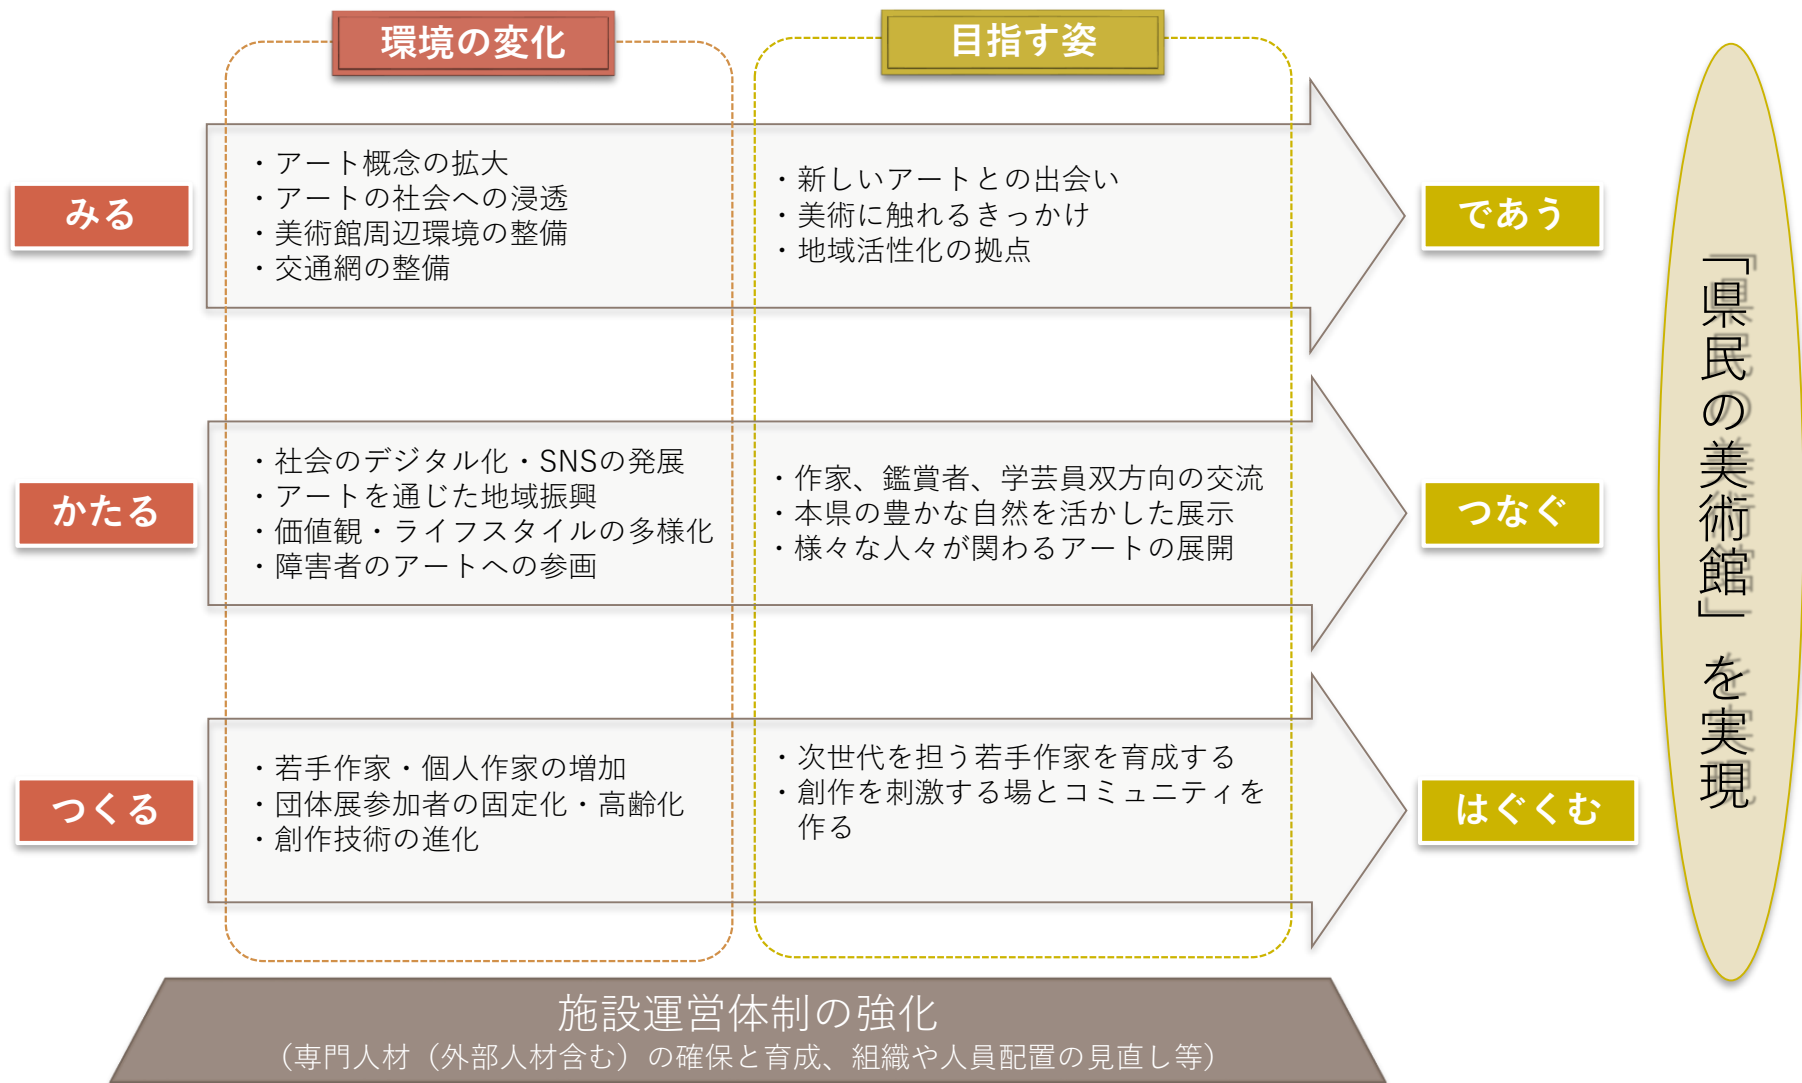 環境の変化
目指す姿
みる
・アート概念の拡大
・アートの社会への浸透
・美術館周辺環境の整備
・交通網の整備
・新しいアートとの出会い
・美術に触れるきっかけ
・地域活性化の拠点
であう
かたる
・社会のデジタル化・SNSの発展
・アートを通じた地域振興
・価値観・ライフスタイルの多様化
・障害者のアートへの参画
・作家、鑑賞者、学芸員双方向の交流
・本県の豊かな自然を活かした展示
・様々な人々が関わるアートの展開
つなぐ
つくる
・若手作家・個人作家の増加
・団体展参加者の固定化・高齢化
・創作技術の進化
・次世代を担う若手作家を育成する
・創作を刺激する場とコミュニティを
作る
はぐくむ
「県民の美術館」を実現
施設運営体制の強化
（専門人材（外部人材含む）の確保と育成、組織や人員配置の見直し等）